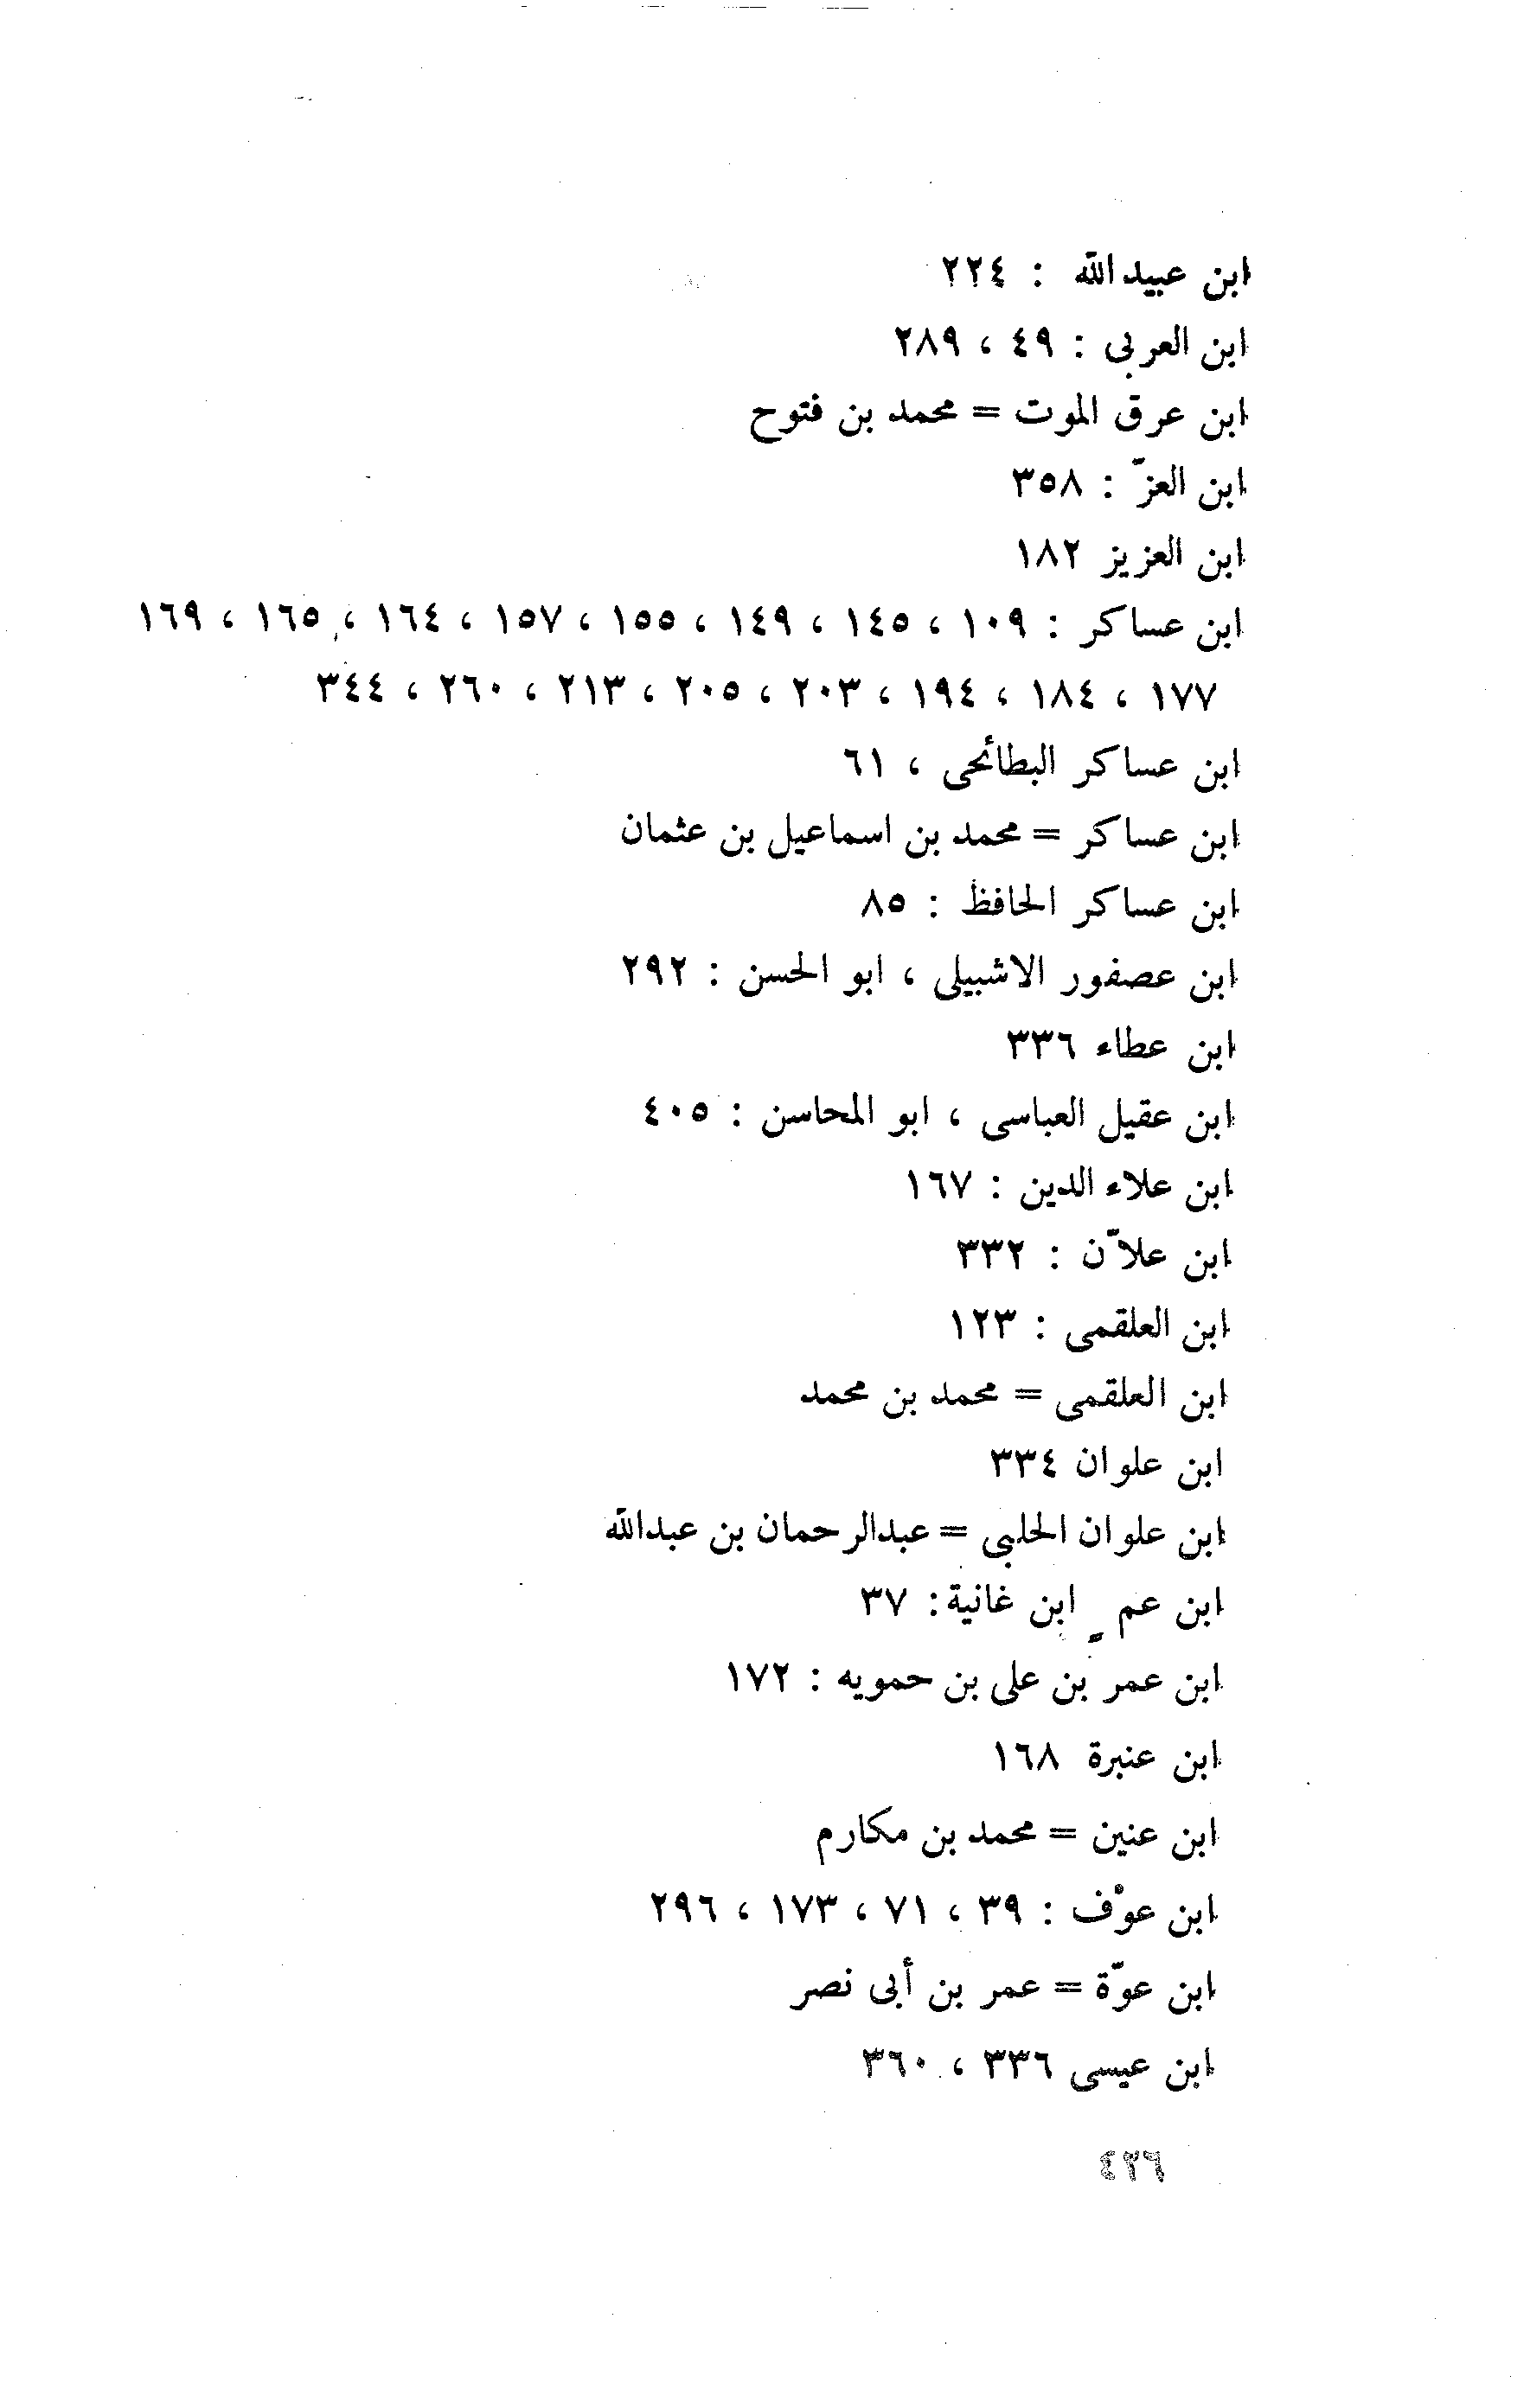 ابن عبيدالله : ٢٢٤
ابن العربى : ٤٩ ، ٢٨٩
ابن عرق الموت = محمد بن فتوح
ابن العزّ : ٣٥٨
ابن العزيز ١٨٢
ابن عساكر : ١٠٩ ، ١٤٥ ، ١٤٩ ، ١٥٥ ، ١٥٧ ، ١٦٤ ، ١٦٥ ، ١٦٩
١٧٧ ، ١٨٤ ، ١٩٤ ، ٢٠٣ ، ٢٠٥ ، ٢١٣ ، ٢٦٠ ، ٣٤٤
ابن عساكر البطائحى ، ٦١
ابن عساكر = محمد بن اسماعيل بن عثمان
ابن عساكر الحافظ : ٨٥
ابن عصفور الاشبيلى ، ابو الحسن : ٢٩٢
ابن عطاء ٣٣٦
ابن عقيل العباسى ، ابو المحاسن : ٤٠٥
ابن علاء الدين : ١٦٧
ابن علاّن : ٣٣٢
ابن العلقمى : ١٢٣
ابن العلقمى = محمد بن محمد
ابن علوان ٣٣٤
ابن علوان الحلبى = عبدالرحمان بن عبدالله
ابن عم ابن غانية: ٣٧
ابن عمر بن على بن حمويه : ١٧٢
ابن عنبرة ١٦٨
ابن عنين = محمد بن مكارم
ابن عوْف : ٣٩ ، ٧١ ، ١٧٣ ، ٢٩٦
ابن عوّة = عمر بن أبى نصر
ابن عيسى ٣٣٦ ، ٣٦٠
٤٢٦